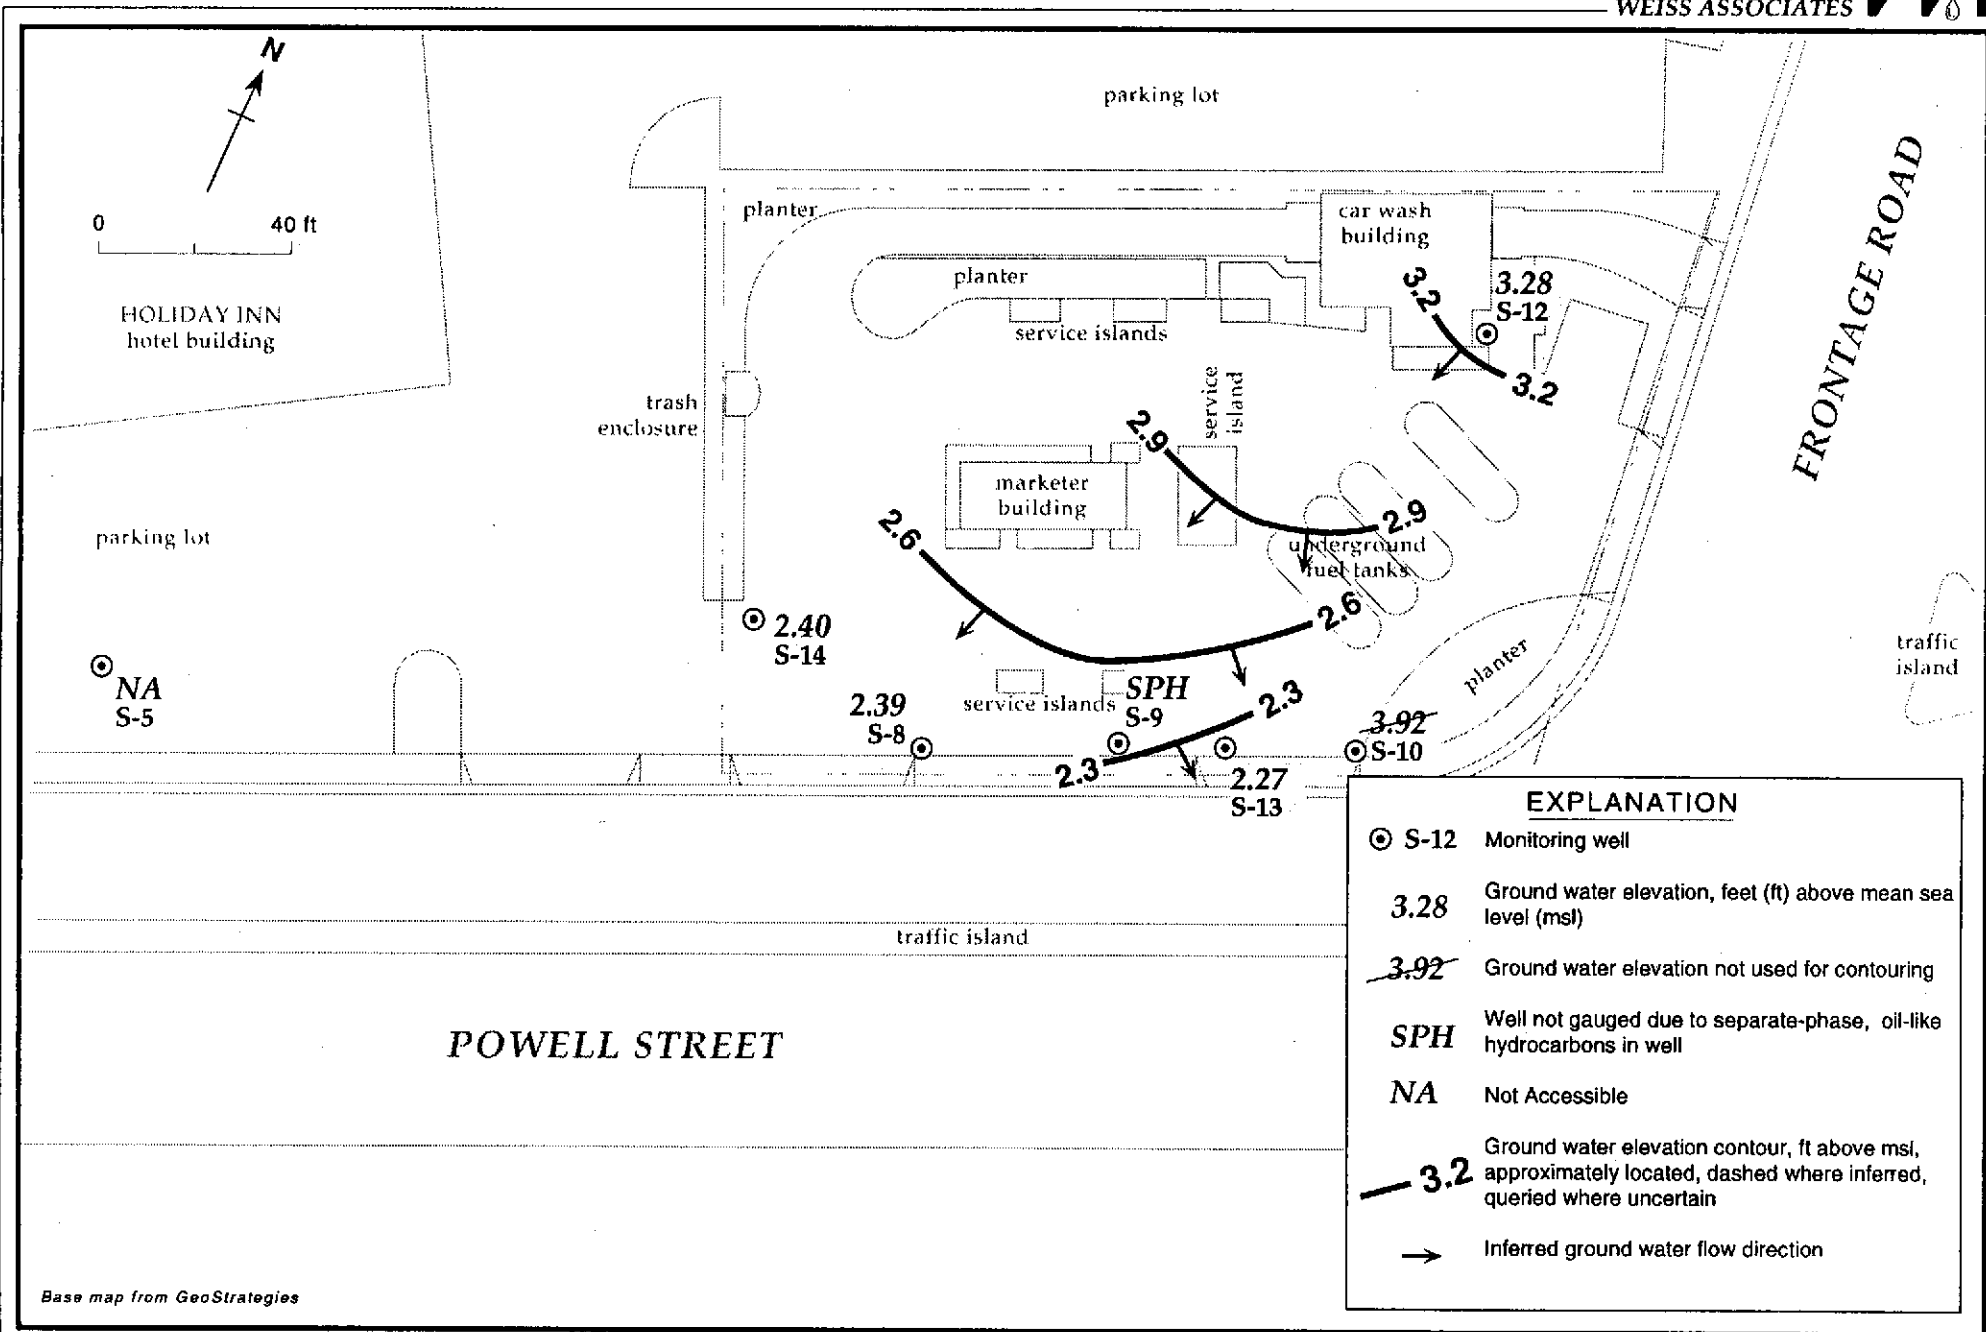 WEISS ASSOCIATES
N
0 40 ft
HOLIDAY INN
hotel building
parking lot
planter
planter
service islands
car wash
building
3.2
3.28
S-12
3.2
FRONTAGE ROAD
trash
enclosure
service
island
2.9
marketer
building
2.9
underground
fuel tanks
2.6
2.6
parking lot
2.40
S-14
NA
S-5
planter
traffic
island
service islands
SPH
S-9
2.39
S-8
2.3
2.3
2.27
S-13
3.92
S-10
traffic island
POWELL STREET
EXPLANATION
S-12 Monitoring well
3.28 Ground water elevation, feet (ft) above mean sea
level (msl)
3.92 Ground water elevation not used for contouring
SPH Well not gauged due to separate-phase, oil-like
hydrocarbons in well
NA Not Accessible
3.2 Ground water elevation contour, ft above msl,
approximately located, dashed where inferred,
queried where uncertain
Inferred ground water flow direction
Base map from GeoStrategies